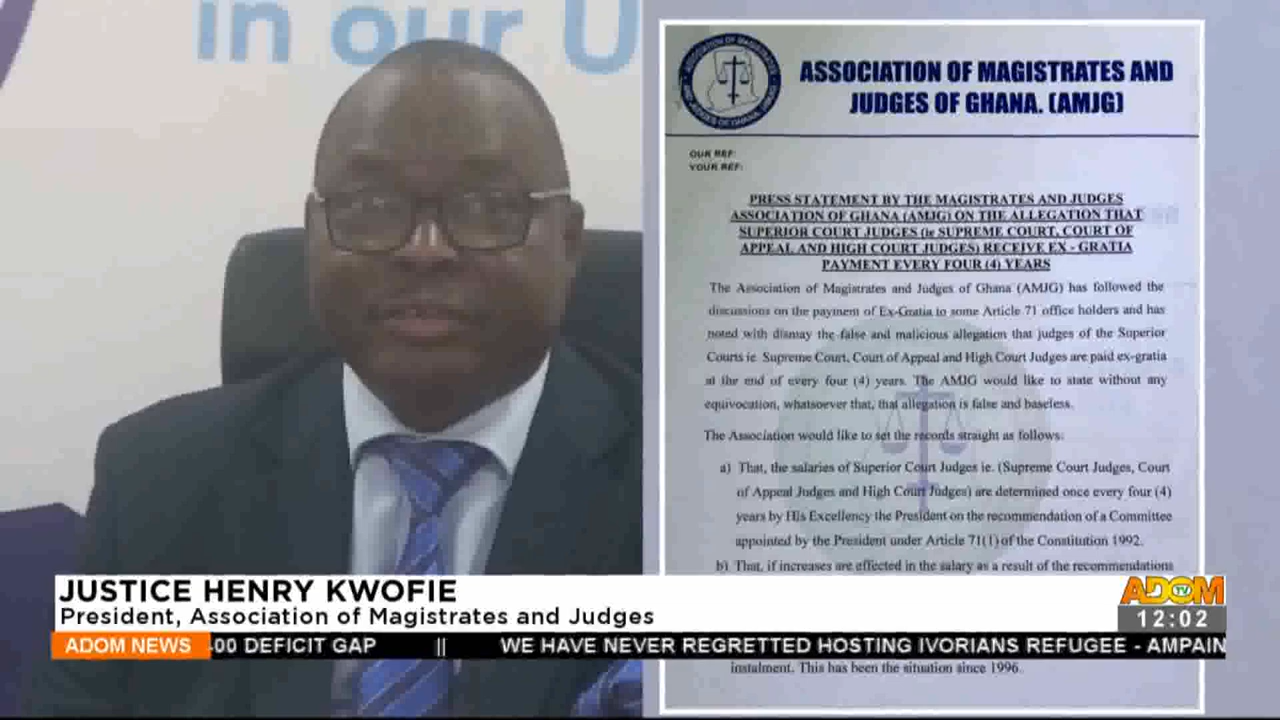 in our U
ASSOCIATION OF MAGISTRATES AND
JUDGES OF GHANA. (AMJG)
OUR REF:
YOUR REF:
PRESS STATEMENT BY THE MAGISTRATES AND JUDGES
ASSOCIATION OF GHANA (AMJG) ON THE ALLEGATION THAT
SUPERIOR COURT JUDGES (ie SUPREME COURT, COURT OF
APPEAL AND HIGH COURT JUDGES) RECEIVE EX - GRATIA
PAYMENT EVERY FOUR (4) YEARS
The Association of Magistrates and Judges of Ghana (AMJG) has followed the
discussions on the payment of Ex-Gratia to some Article 71 office holders and has
noted with dismay the false and malicious allegation that judges of the Superior
Courts ie. Supreme Court, Court of Appeal and High Court Judges are paid ex-gratia
at the end of every four (4) years. The AMJG would like to state without any
equivocation, whatsoever that, that allegation is false and baseless.
The Association would like to set the records straight as follows:
a) That, the salaries of Superior Court Judges ie. (Supreme Court Judges, Court
of Appeal Judges and High Court Judges) are determined once every four (4)
years by His Excellency the President on the recommendation of a Committee
appointed by the President under Article 71(1) of the Constitution 1992.
b) That, if increases are effected in the salary as a result of the recommendations
instalment. This has been the situation since 1996.
JUSTICE HENRY KWOFIE
President, Association of Magistrates and Judges
ADOM TV
12:02
ADOM NEWS
00 DEFICIT GAP || WE HAVE NEVER REGRETTED HOSTING IVORIANS REFUGEE - AMPAIN